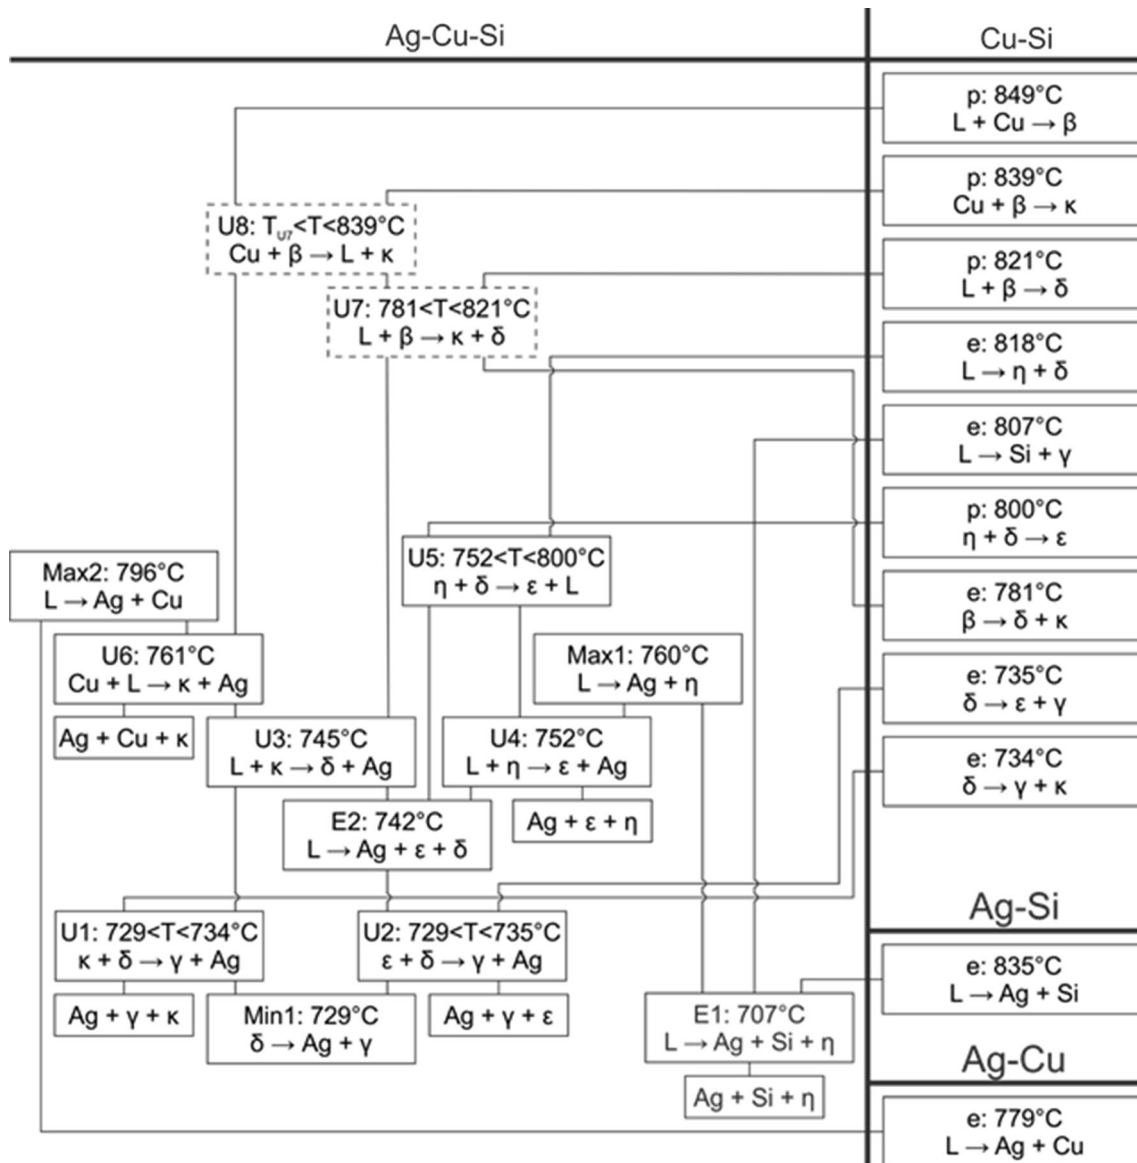 Ag-Cu-Si
Cu-Si
p: 849°C
L + Cu → β
p: 839°C
Cu + β → κ
U8: T_U7<T<839°C
Cu + β → L + κ
p: 821°C
L + β → δ
U7: 781<T<821°C
L + β → κ + δ
e: 818°C
L → η + δ
e: 807°C
L → Si + γ
p: 800°C
η + δ → ε
U5: 752<T<800°C
η + δ → ε + L
Max2: 796°C
L → Ag + Cu
e: 781°C
β → δ + κ
U6: 761°C
Cu + L → κ + Ag
Max1: 760°C
L → Ag + η
e: 735°C
δ → ε + γ
Ag + Cu + κ
U3: 745°C
L + κ → δ + Ag
U4: 752°C
L + η → ε + Ag
e: 734°C
δ → γ + κ
E2: 742°C
L → Ag + ε + δ
Ag + ε + η
Ag-Si
U1: 729<T<734°C
κ + δ → γ + Ag
U2: 729<T<735°C
ε + δ → γ + Ag
e: 835°C
L → Ag + Si
Ag + γ + κ
Min1: 729°C
δ → Ag + γ
Ag + γ + ε
E1: 707°C
L → Ag + Si + η
Ag-Cu
Ag + Si + η
e: 779°C
L → Ag + Cu